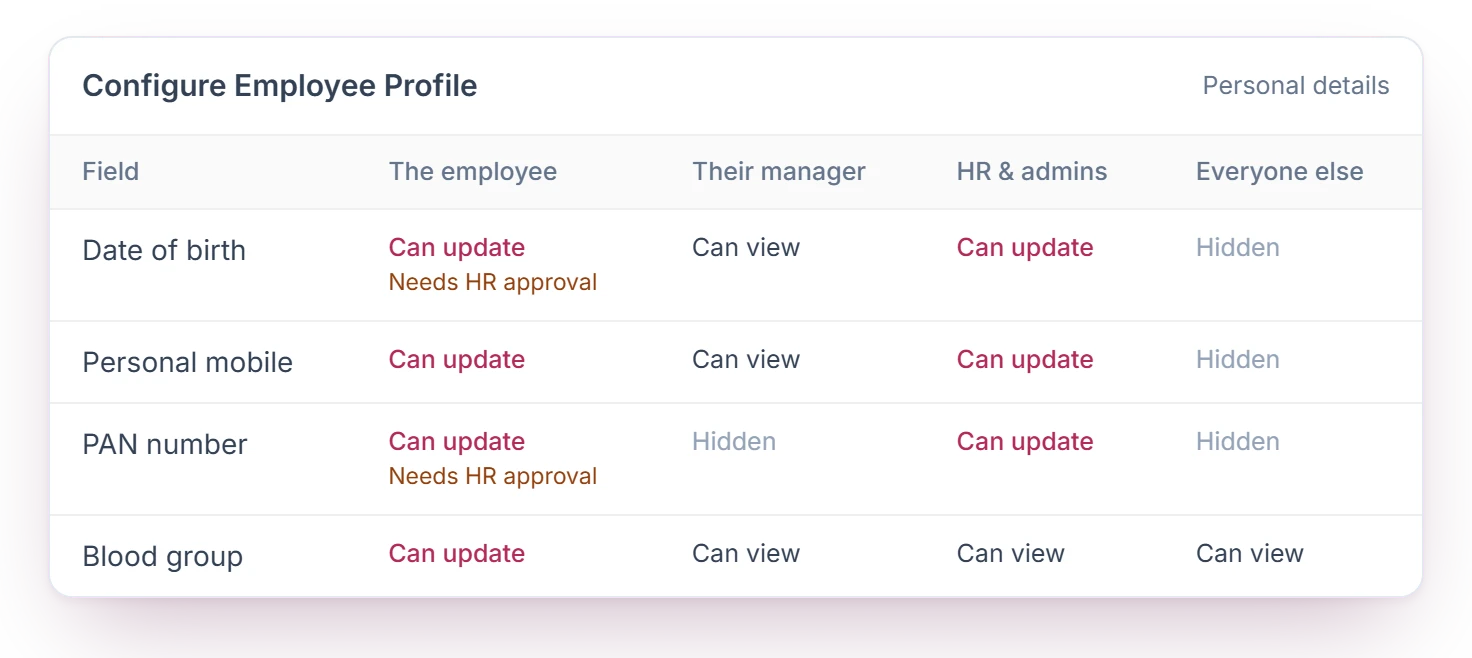 Configure Employee Profile
Personal details
Field The employee Their manager HR & admins Everyone else
Date of birth Can update Can view Can update Hidden
Needs HR approval
Personal mobile Can update Can view Can update Hidden
PAN number Can update Hidden Can update Hidden
Needs HR approval
Blood group Can update Can view Can view Can view